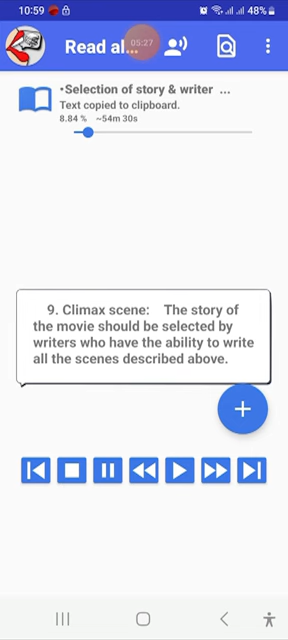 10:59
48%
Read al...
05:27
•Selection of story & writer ...
Text copied to clipboard.
8.84 % ~54m 30s
9. Climax scene: The story of
the movie should be selected by
writers who have the ability to write
all the scenes described above.